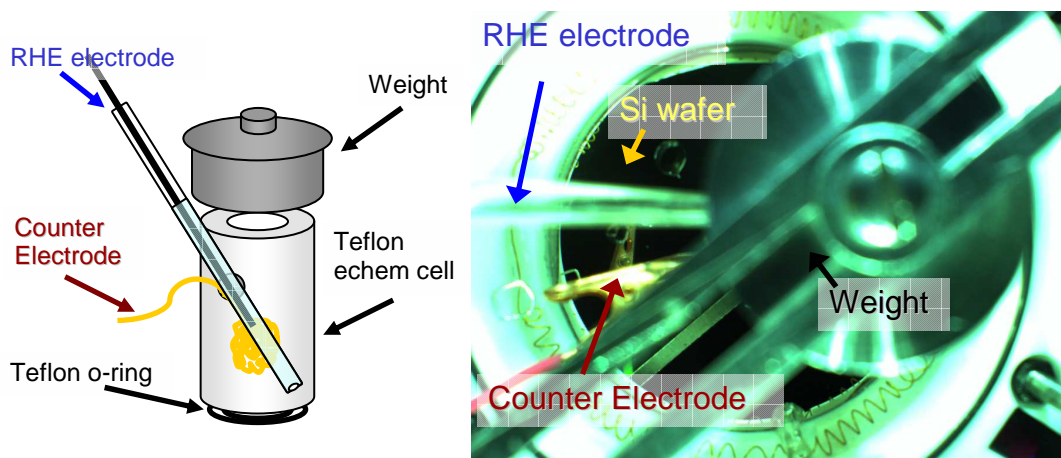 RHE electrode
Weight
Counter
Electrode
Teflon
echem cell
Teflon o-ring
RHE electrode
Si wafer
Weight
Counter Electrode